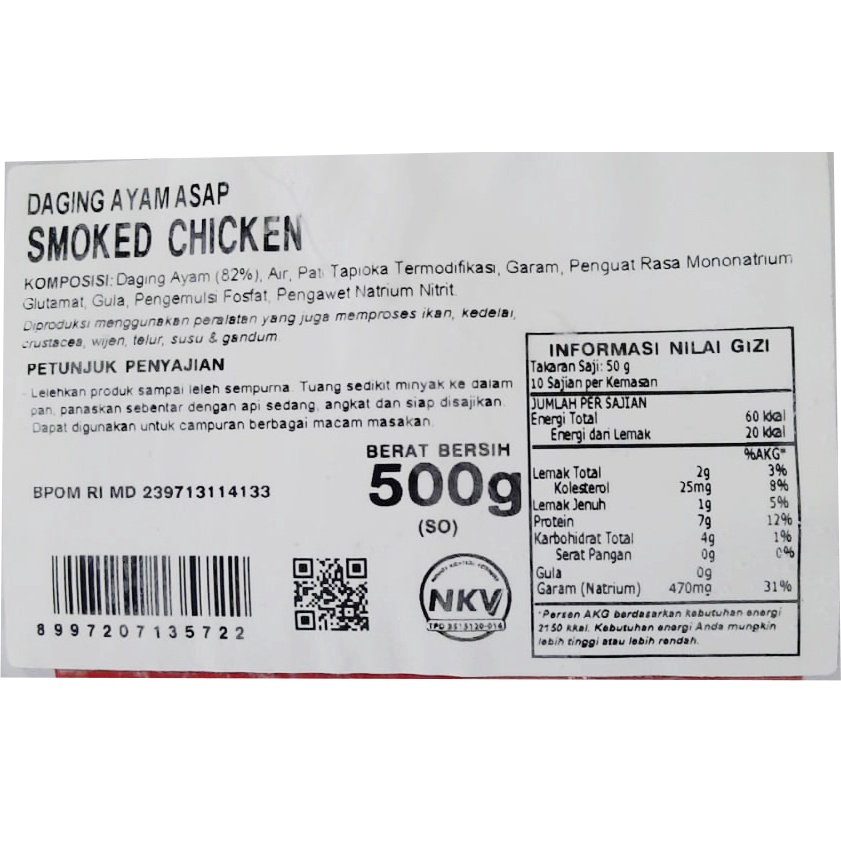 DAGING AYAM ASAP
SMOKED CHICKEN
KOMPOSISI: Daging Ayam (82%), Air, Pati Tapioka Termodifikasi, Garam, Penguat Rasa Mononatrium
Glutamat, Gula, Pengemulsi Fosfat, Pengawet Natrium Nitrit.
Diproduksi menggunakan peralatan yang juga memproses ikan, kedelai,
crustacea, wijen, telur, susu & gandum
PETUNJUK PENYAJIAN
- Lelehkan produk sampai leleh sempurna. Tuang sedikit minyak ke dalam
pan, panaskan sebentar dengan api sedang, angkat dan siap disajikan.
Dapat digunakan untuk campuran berbagai macam masakan.
BERAT BERSIH
500g
(SO)
BPOM RI MD 239713114133
8997207135722
NKV
INFORMASI NILAI GIZI
Takaran Saji: 50 g
10 Sajian per Kemasan
JUMLAH PER SAJIAN
Energi Total 60 kkal
Energi dari Lemak 20 kkal
%AKG*
Lemak Total 2g 3%
Kolesterol 25mg 8%
Lemak Jenuh 1g 5%
Protein 7g 12%
Karbohidrat Total 4g 1%
Serat Pangan 0g 0%
Gula 0g
Garam (Natrium) 470mg 31%
*Persen AKG berdasarkan kebutuhan energi
2150 kkal. Kebutuhan energi Anda mungkin
lebih tinggi atau lebih rendah.